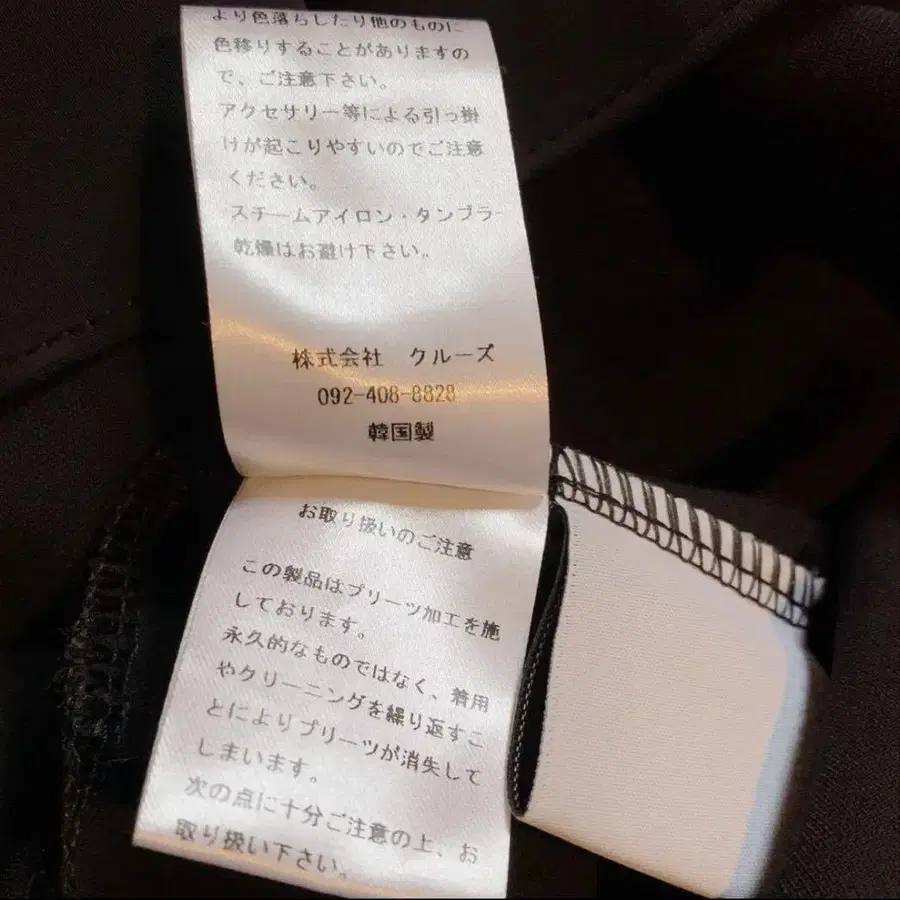 より色落らしたり他のものに
色移りすることがありますの
で、ご注意下さい。
アクセサリー等による引っ掛
けが起こりやすいのでご注意
ください。
スチームアイロン・タンブラー
乾燥はお避け下さい。
株式会社 クルーズ
092-408-8828
韓国製
お取り扱いのご注意
この製品はプリーツ加工を施
しております。
永久的なものではなく、着用
やクリーニングを繰り返すこ
とによりプリーツが消失して
しまいます。
次の点に十分ご注意の上、お
取り扱い下さい。